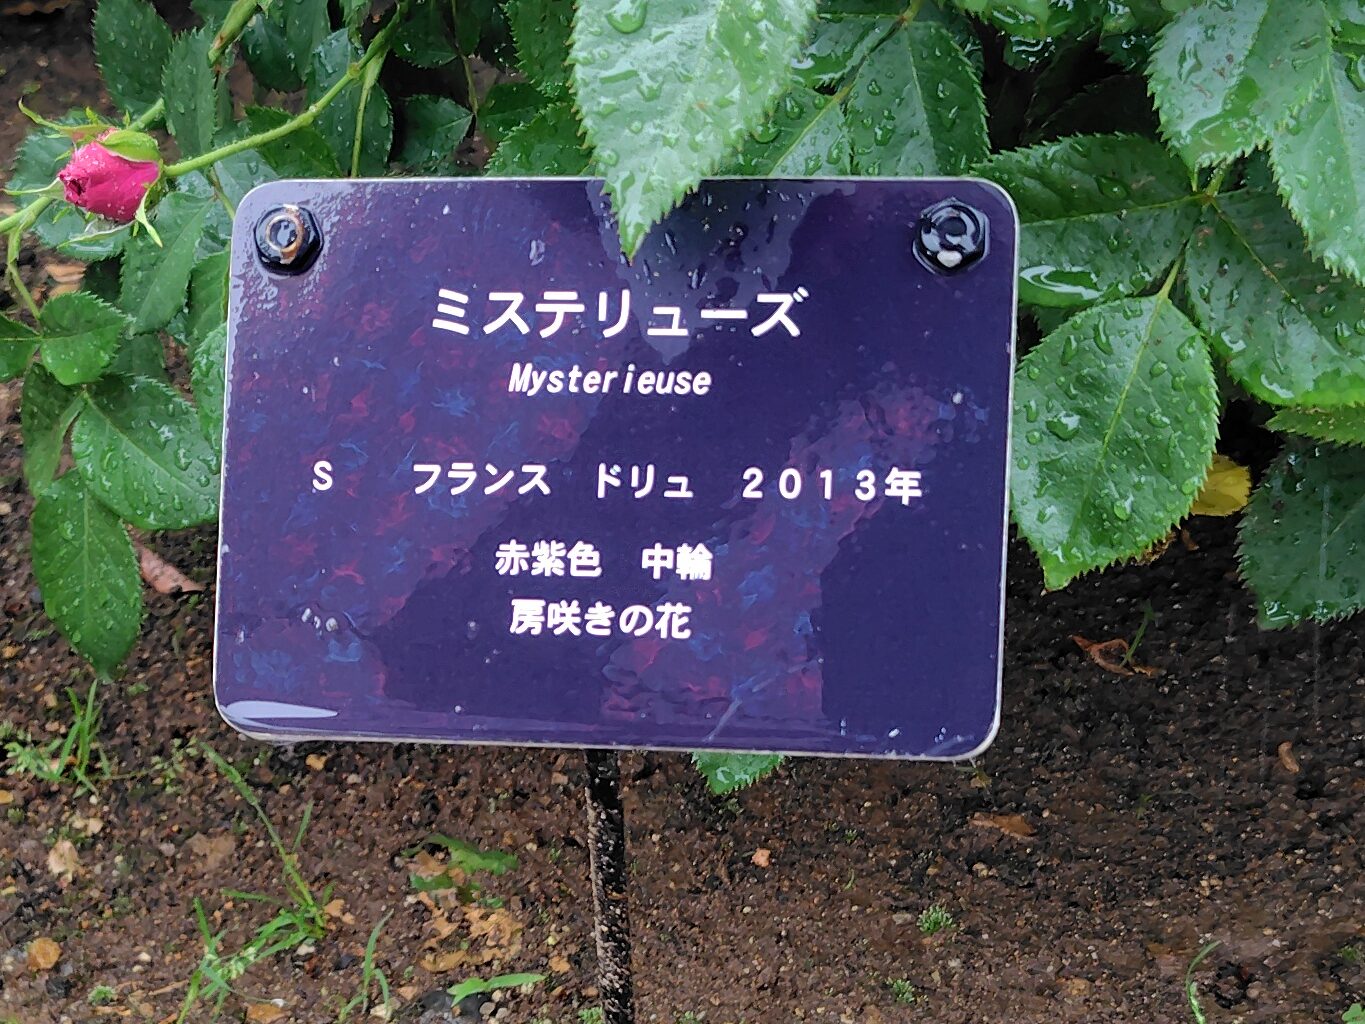 ミステリューズ
Mysterieuse
S　フランス　ドリュ　２０１３年
赤紫色　中輪
房咲きの花